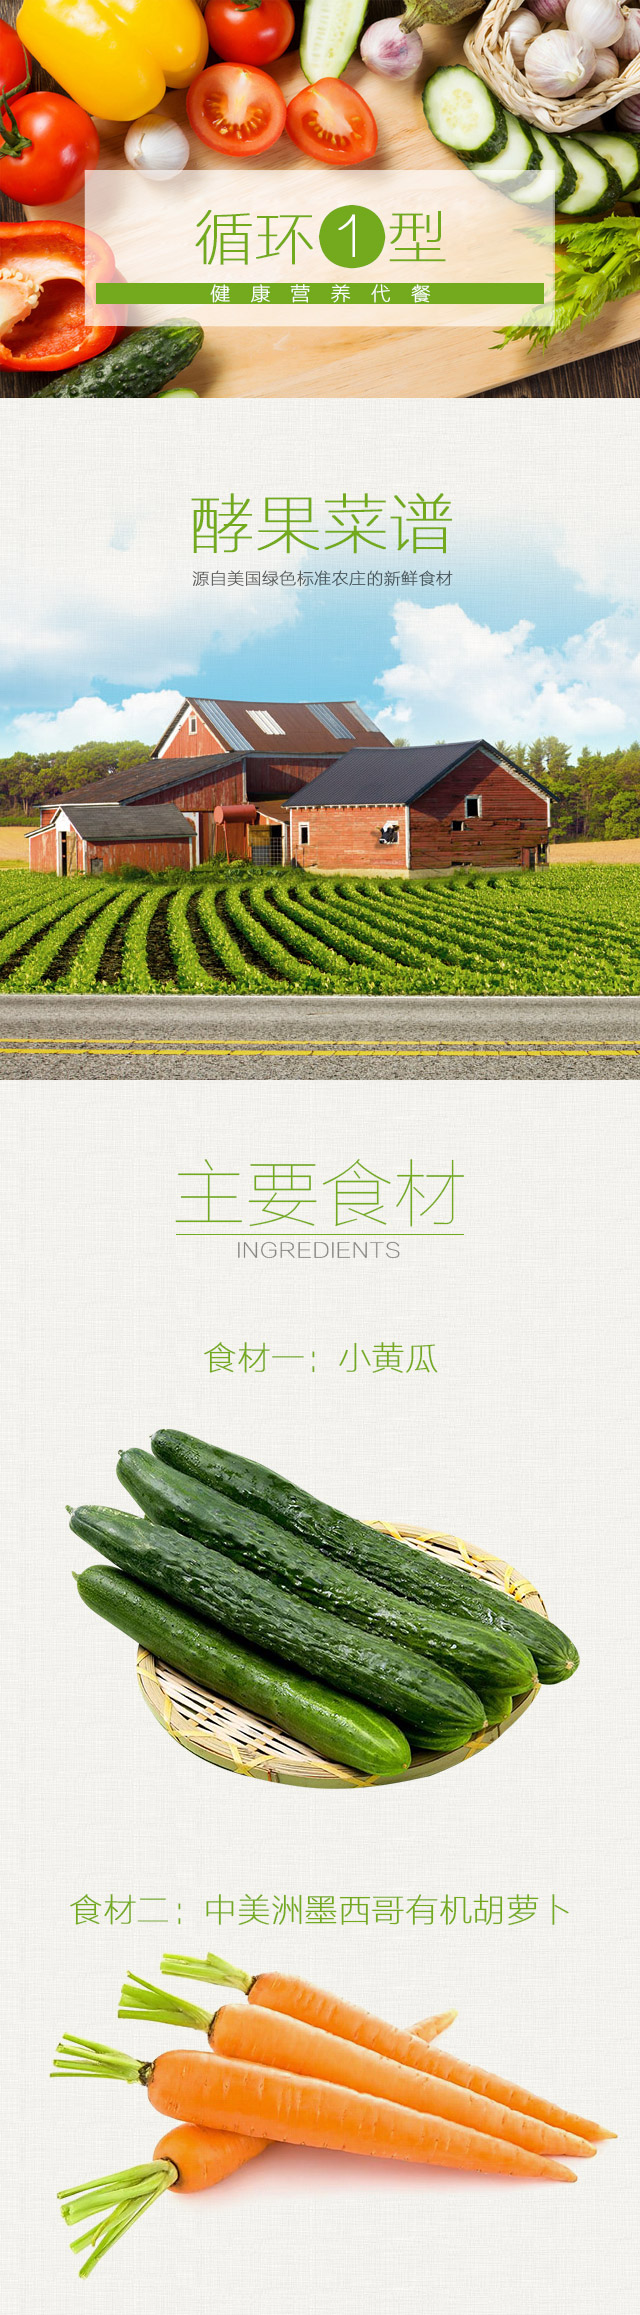 循环1型
健康营养代餐
酵果菜谱
源自美国绿色标准农庄的新鲜食材
主要食材
INGREDIENTS
食材一：小黄瓜
食材二：中美洲墨西哥有机胡萝卜